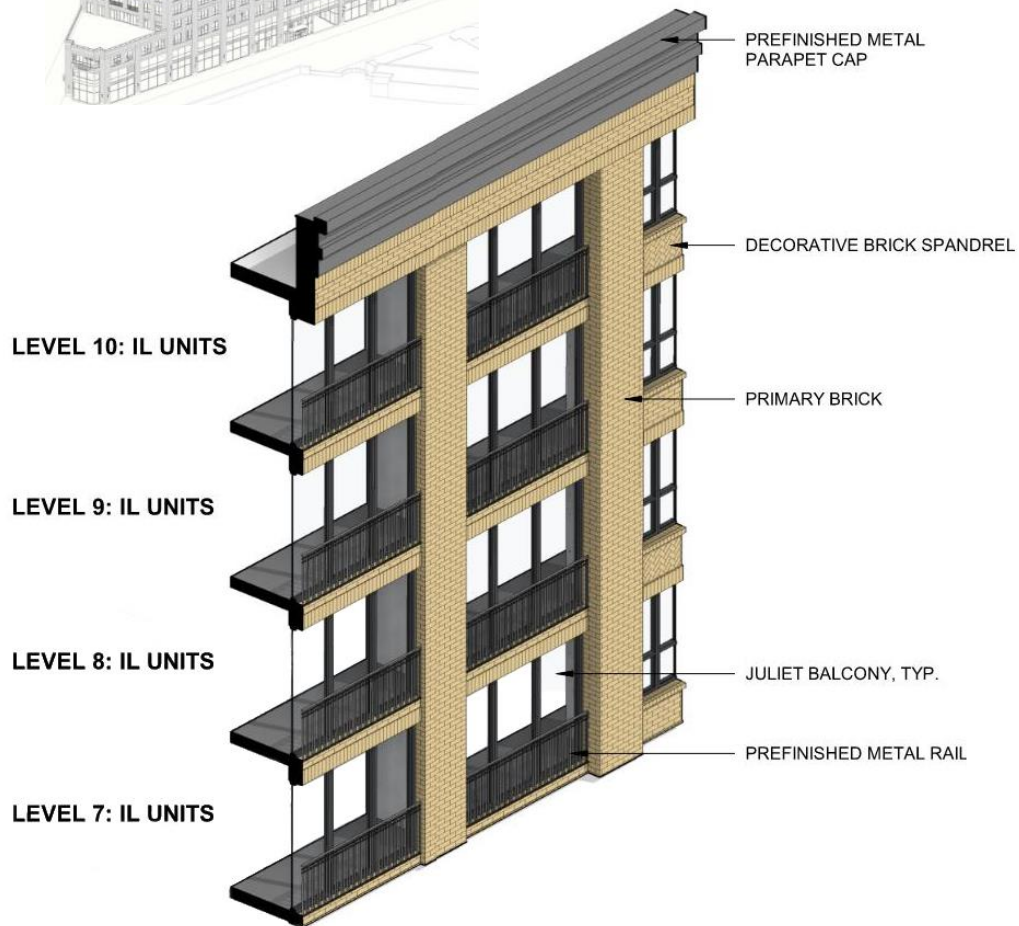 PREFINISHED METAL
PARAPET CAP
DECORATIVE BRICK SPANDREL
LEVEL 10: IL UNITS
PRIMARY BRICK
LEVEL 9: IL UNITS
LEVEL 8: IL UNITS
JULIET BALCONY, TYP.
PREFINISHED METAL RAIL
LEVEL 7: IL UNITS